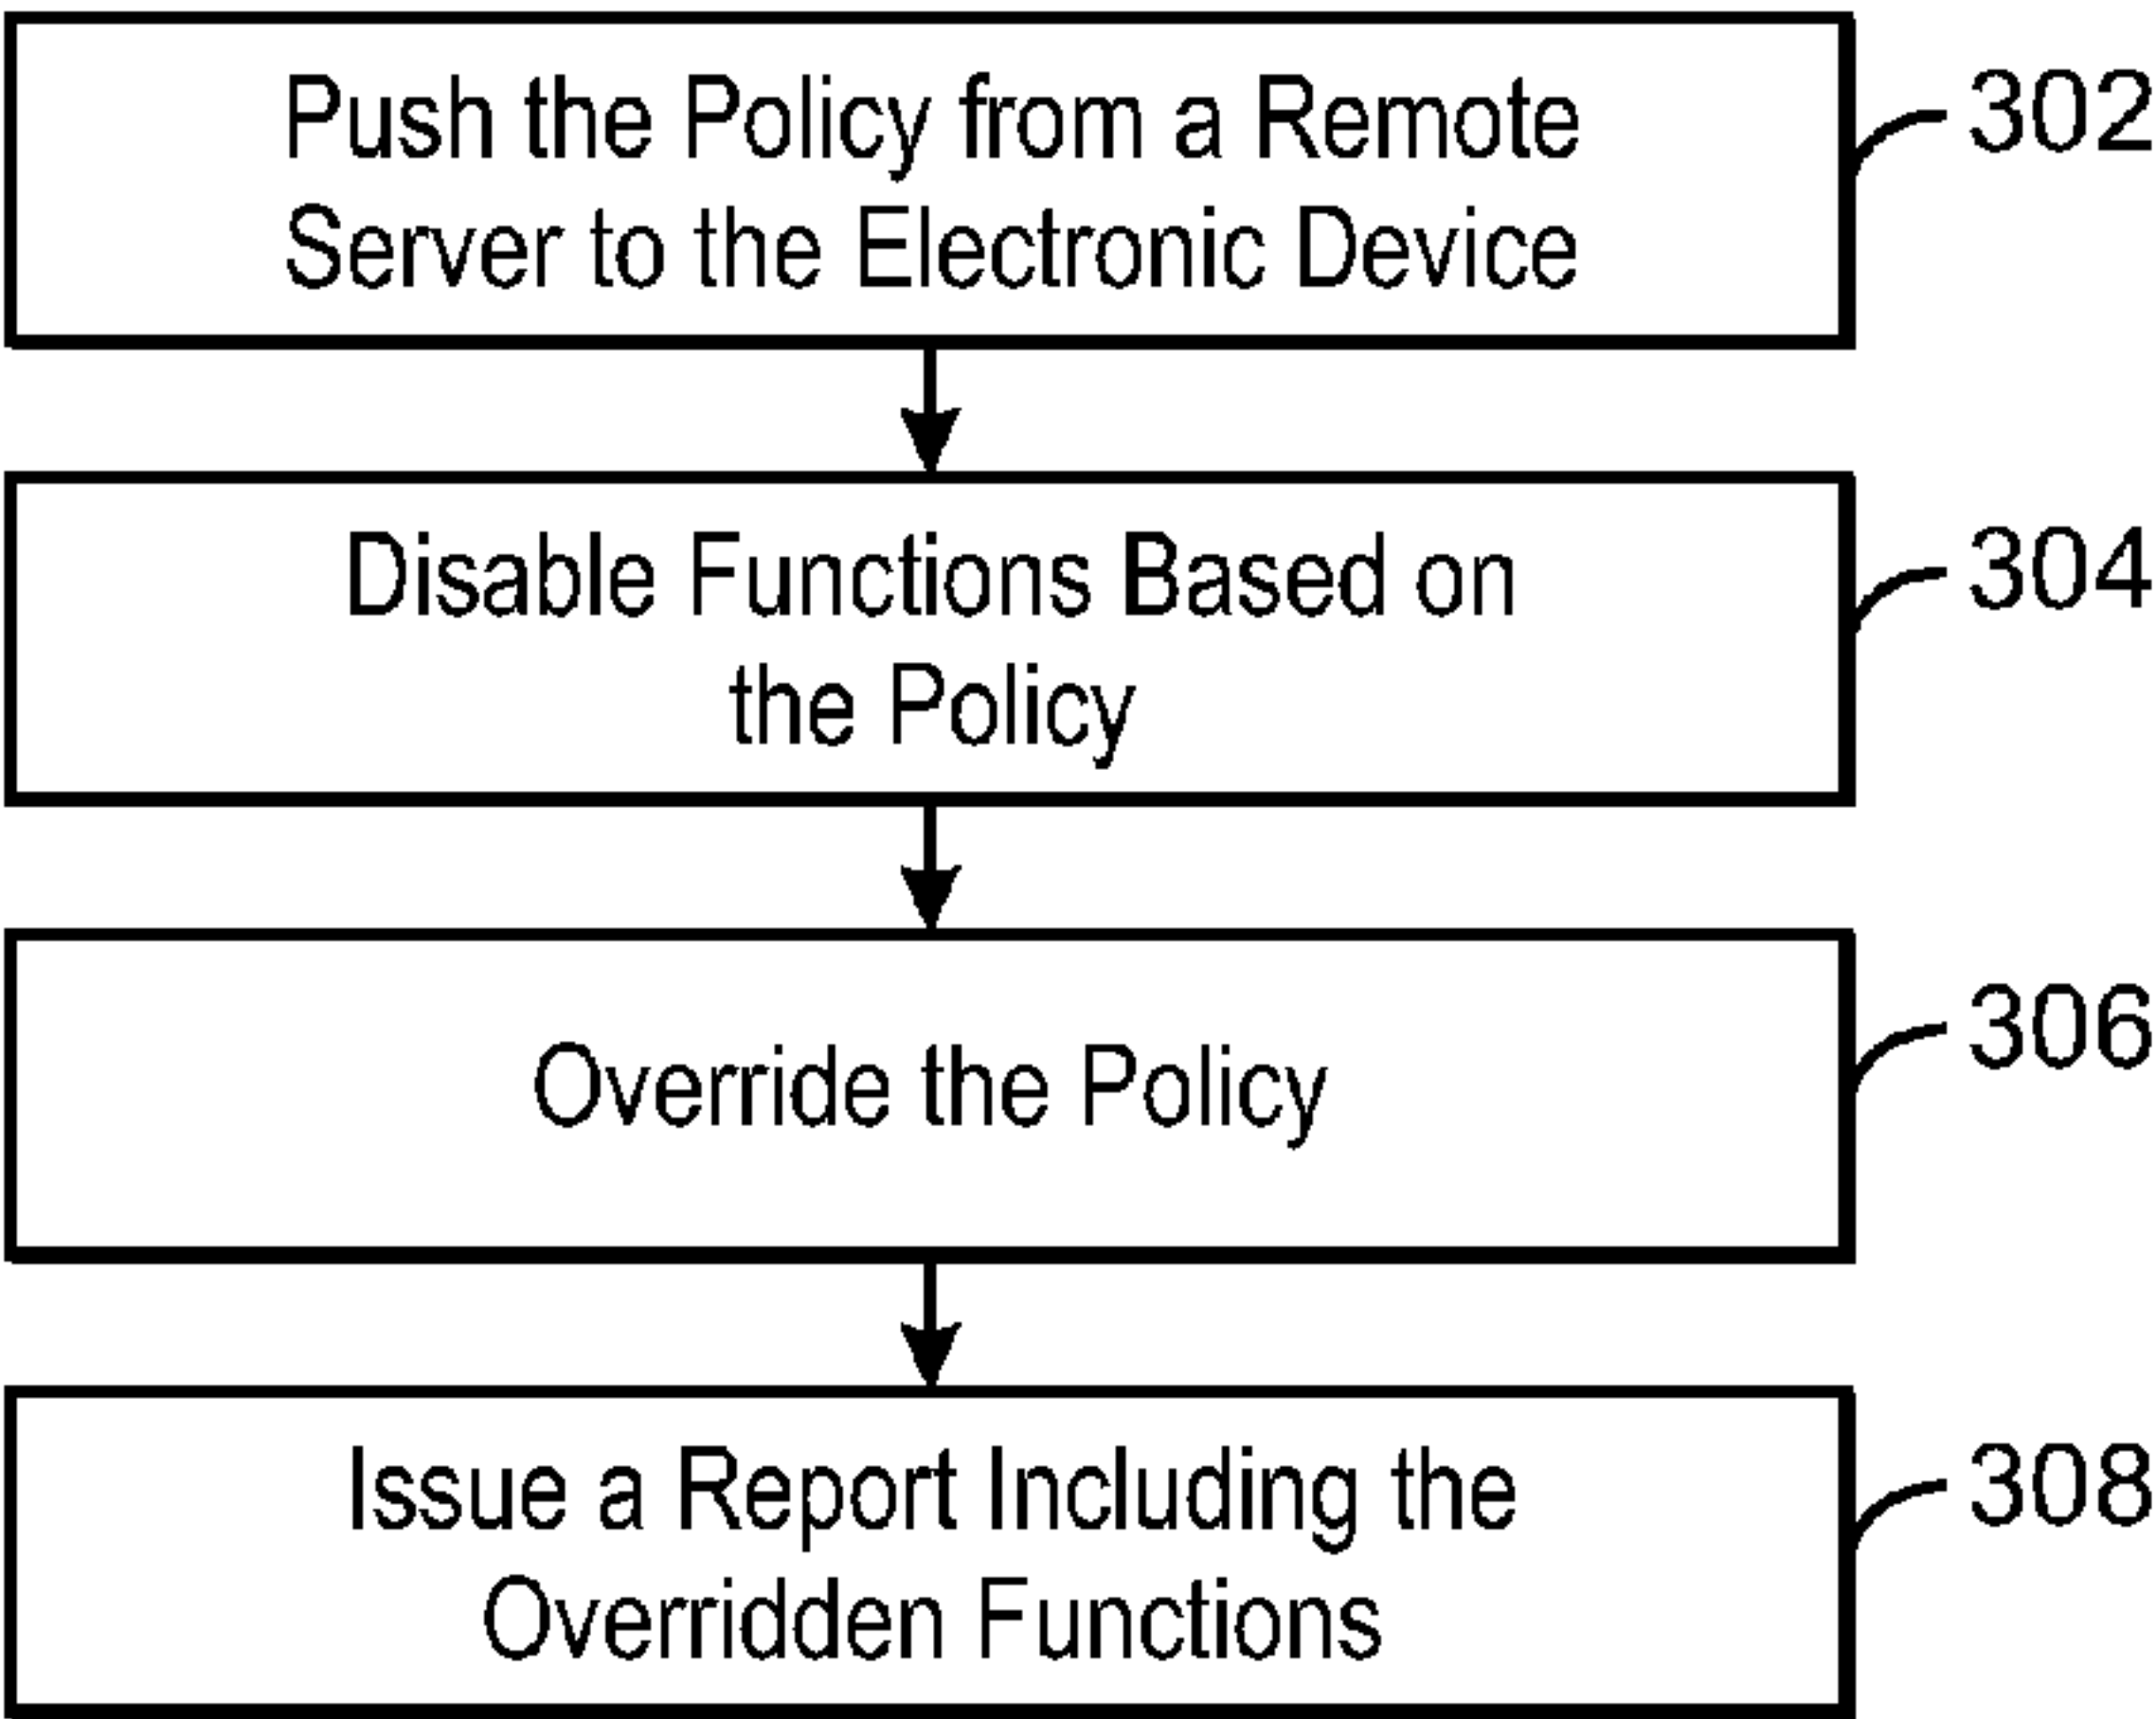 Push the Policy from a Remote
Server to the Electronic Device
302
Disable Functions Based on
the Policy
304
Override the Policy
306
Issue a Report Including the
Overridden Functions
308